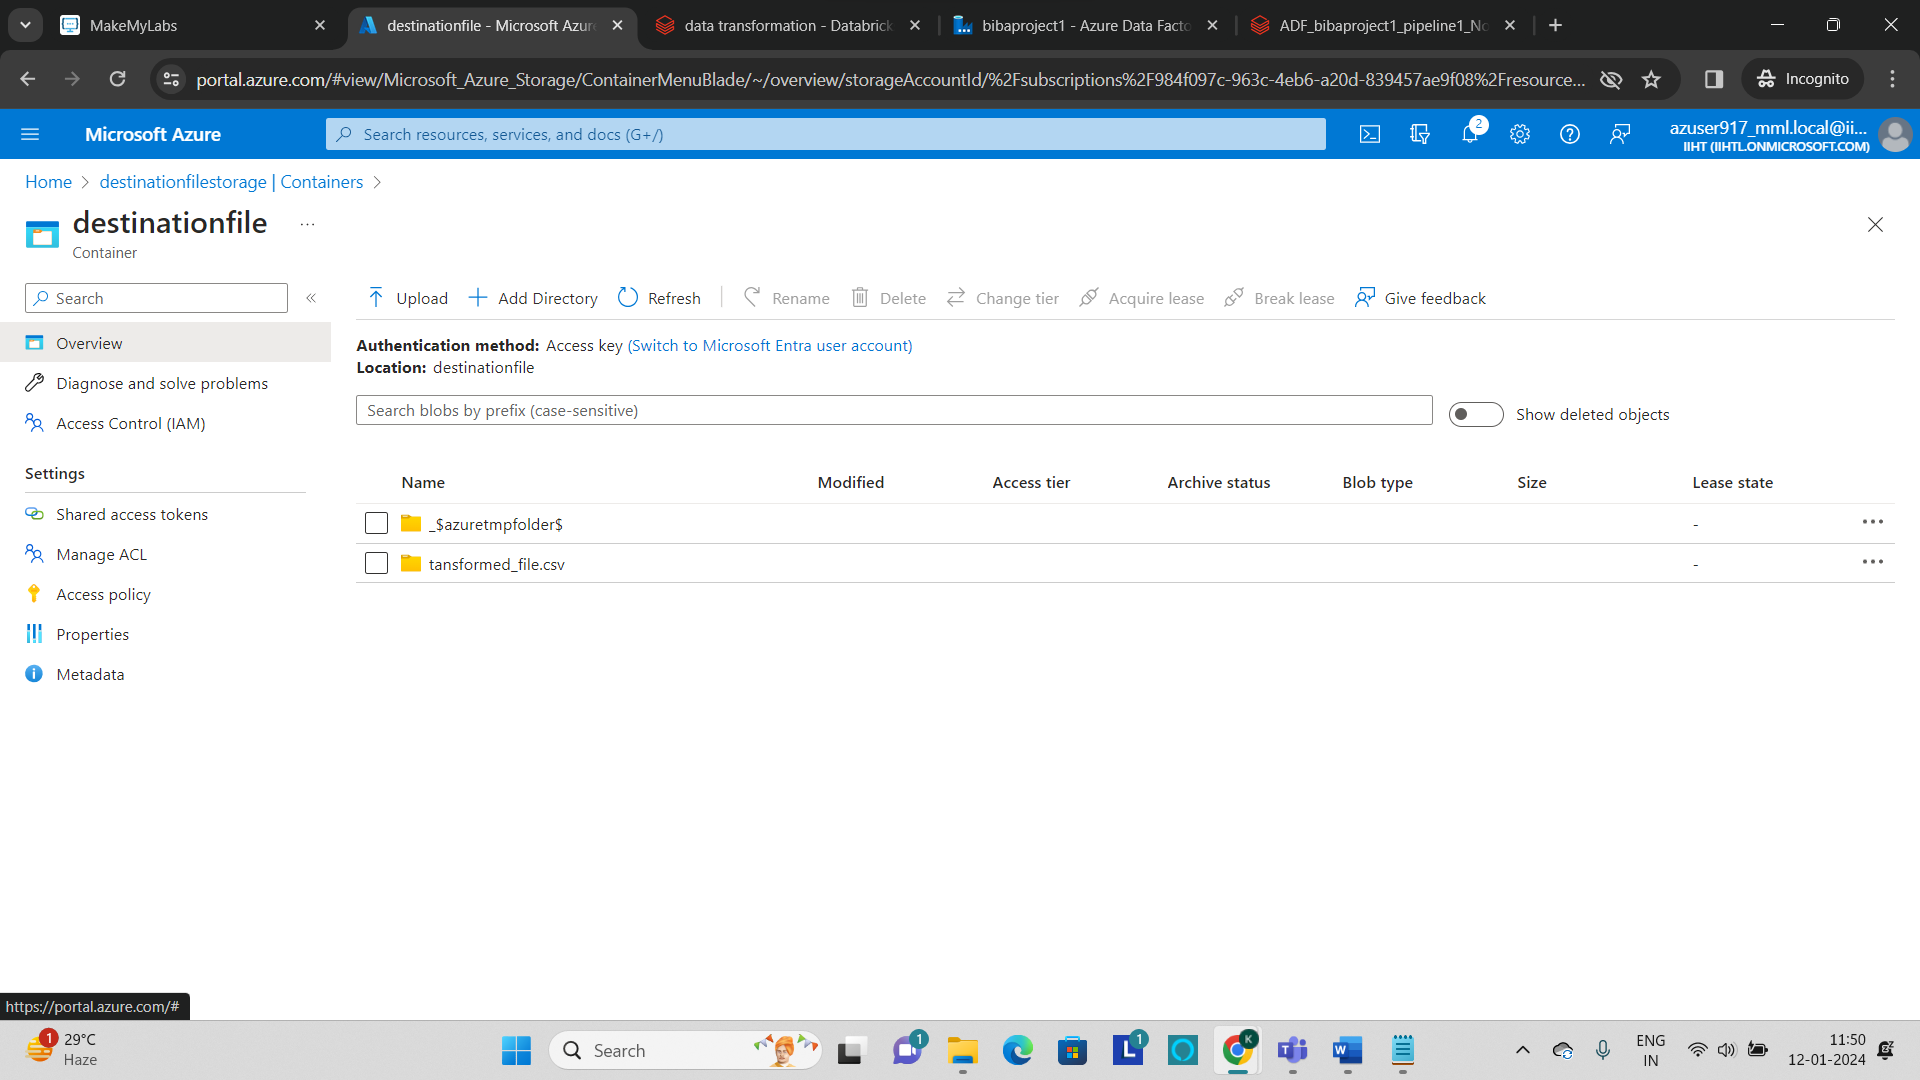 MakeMyLabs
destinationfile - Microsoft Azur
data transformation - Databrick
bibaproject1 - Azure Data Facto
ADF_bibaproject1_pipeline1_No
portal.azure.com/#view/Microsoft_Azure_Storage/ContainerMenuBlade/~/overview/storageAccountId/%2Fsubscriptions%2F984f097c-963c-4eb6-a20d-839457ae9f08%2Fresource...
Incognito
Microsoft Azure
Search resources, services, and docs (G+/)
2
azuser917_mml.local@ii...
IIHT (IIHTL.ONMICROSOFT.COM)
Home > destinationfilestorage | Containers >
destinationfile ...
Container
Search
«
Upload
Add Directory
Refresh
Rename
Delete
Change tier
Acquire lease
Break lease
Give feedback
Overview
Diagnose and solve problems
Access Control (IAM)
Settings
Shared access tokens
Manage ACL
Access policy
Properties
Metadata
Authentication method: Access key (Switch to Microsoft Entra user account)
Location: destinationfile
Search blobs by prefix (case-sensitive)
Show deleted objects
Name Modified Access tier Archive status Blob type Size Lease state
_$azuretmpfolder$ - ...
tansformed_file.csv - ...
https://portal.azure.com/#
1
29°C
Haze
Search
1
L 1
K
W
ENG
IN
11:50
12-01-2024